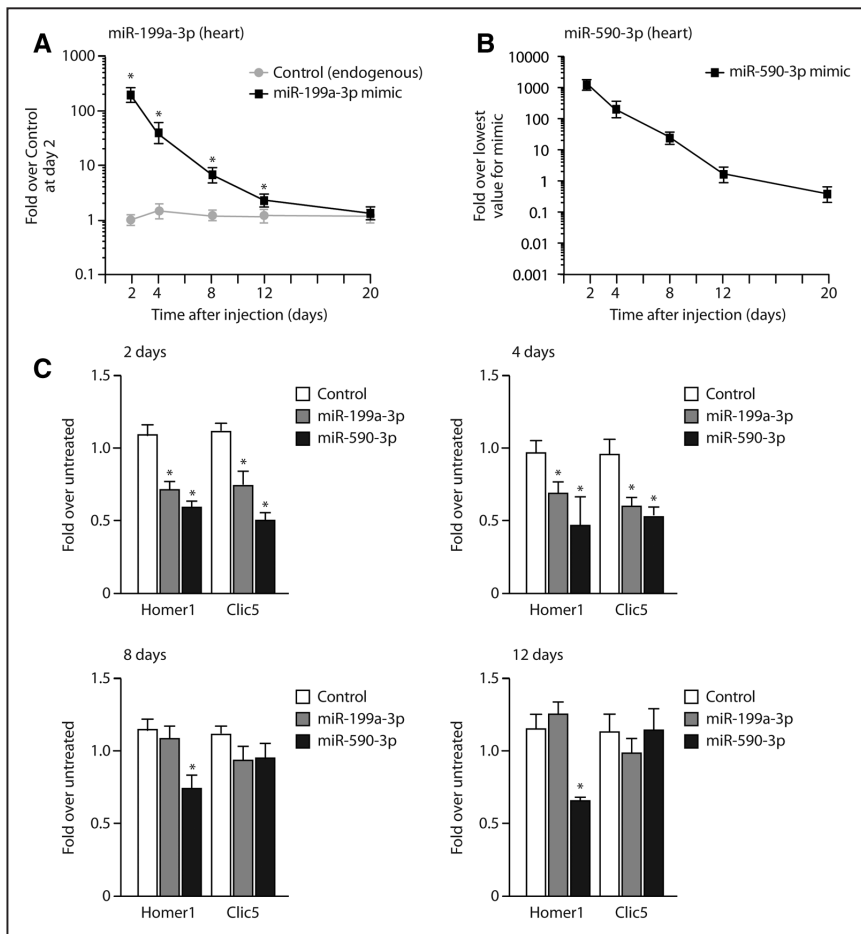 A
miR-199a-3p (heart)
Control (endogenous)
miR-199a-3p mimic
Fold over Control
at day 2
1000
100
10
1
0.1
*
*
*
*
2 4 8 12 20
Time after injection (days)
B
miR-590-3p (heart)
miR-590-3p mimic
Fold over lowest
value for mimic
10000
1000
100
10
1
0.1
0.01
0.001
2 4 8 12 20
Time after injection (days)
C
2 days
Control
miR-199a-3p
miR-590-3p
Fold over untreated
1.5
1.0
0.5
0
*
*
*
*
Homer1 Clic5
4 days
Control
miR-199a-3p
miR-590-3p
Fold over untreated
1.5
1.0
0.5
0
*
*
*
*
Homer1 Clic5
8 days
Control
miR-199a-3p
miR-590-3p
Fold over untreated
1.5
1.0
0.5
0
*
Homer1 Clic5
12 days
Control
miR-199a-3p
miR-590-3p
Fold over untreated
1.5
1.0
0.5
0
*
Homer1 Clic5